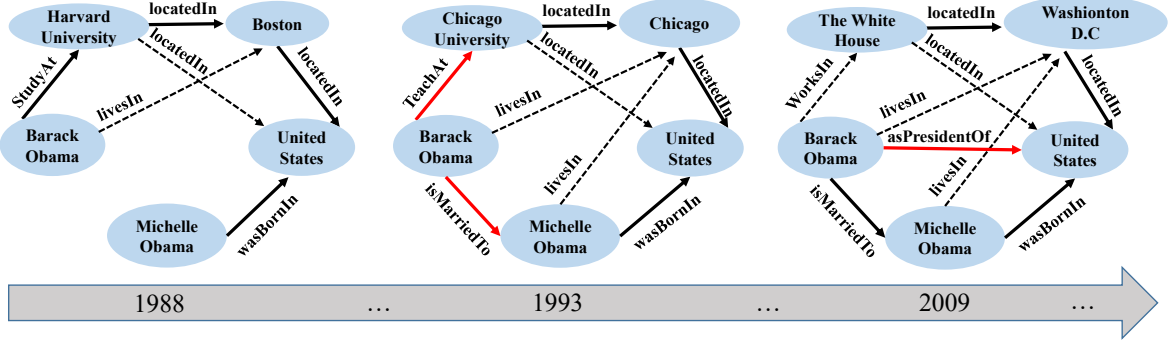 Harvard
University
locatedIn
Boston
StudyAt
locatedIn
livesIn
locatedIn
Barack
Obama
United
States
Michelle
Obama
wasBornIn
Chicago
University
locatedIn
Chicago
TeachAt
locatedIn
livesIn
locatedIn
Barack
Obama
United
States
isMarriedTo
livesIn
Michelle
Obama
wasBornIn
The White
House
locatedIn
Washionton
D.C
WorksIn
locatedIn
livesIn
locatedIn
Barack
Obama
asPresidentOf
United
States
isMarriedTo
livesIn
Michelle
Obama
wasBornIn
1988 ... 1993 ... 2009 ...